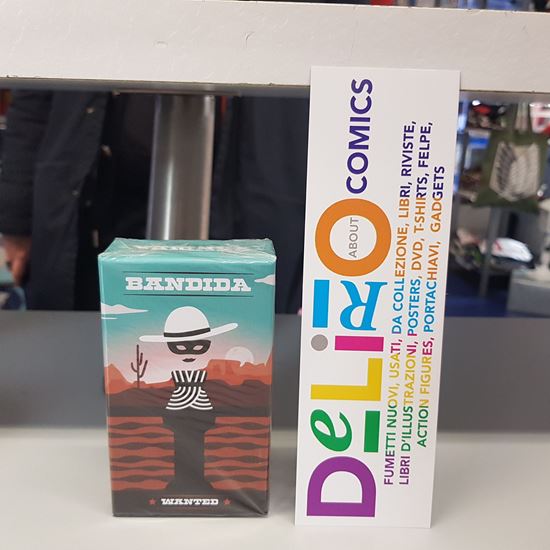 BANDIDA
★ WANTED ★
DeLiRiO
ABOUT
COMICS
FUMETTI NUOVI, USATI, DA COLLEZIONE, LIBRI, RIVISTE,
LIBRI D'ILLUSTRAZIONI, POSTERS, DVD, T-SHIRTS, FELPE,
ACTION FIGURES, PORTACHIAVI, GADGETS